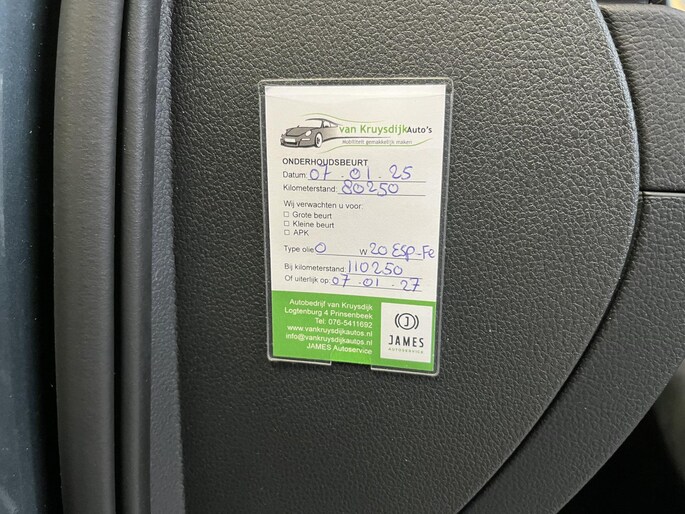 van Kruysdijk Auto's
Mobiliteit gemakkelijk maken
ONDERHOUDSBEURT
Datum: 07-01.25
Kilometerstand: 80250
Wij verwachten u voor:
Grote beurt
Kleine beurt
APK
Type olie 0 W 20 ESP-Fe
Bij kilometerstand: 110250
Of uiterlijk op: 07-01-27
Autobedrijf van Kruysdijk
Logtenburg 4 Prinsenbeek
Tel: 076-5411692
www.vankruysdijkautos.nl
info@vankruysdijkautos.nl
JAMES Autoservice
J
JAMES
AUTOSERVICE